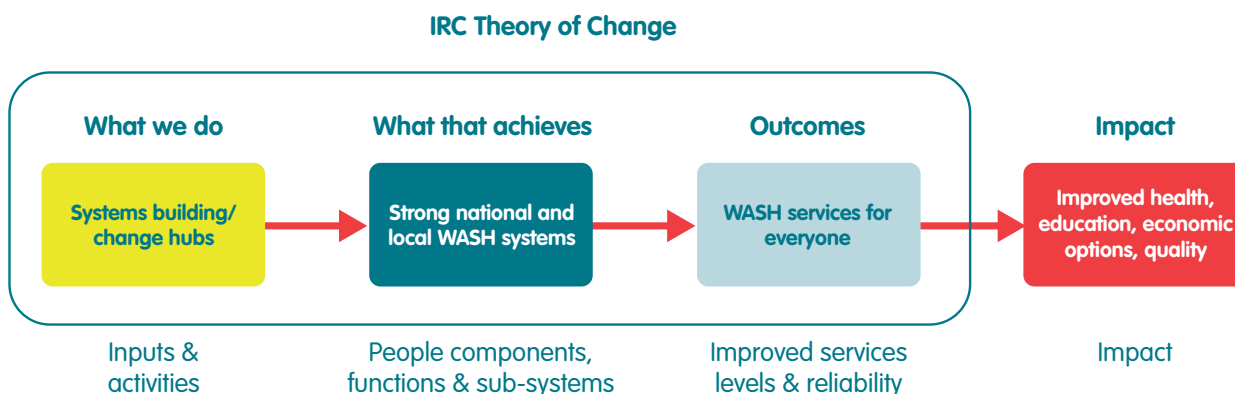 IRC Theory of Change
What we do
What that achieves
Outcomes
Impact
Systems building/
change hubs
Strong national and
local WASH systems
WASH services for
everyone
Improved health,
education, economic
options, quality
Inputs &
activities
People components,
functions & sub-systems
Improved services
levels & reliability
Impact